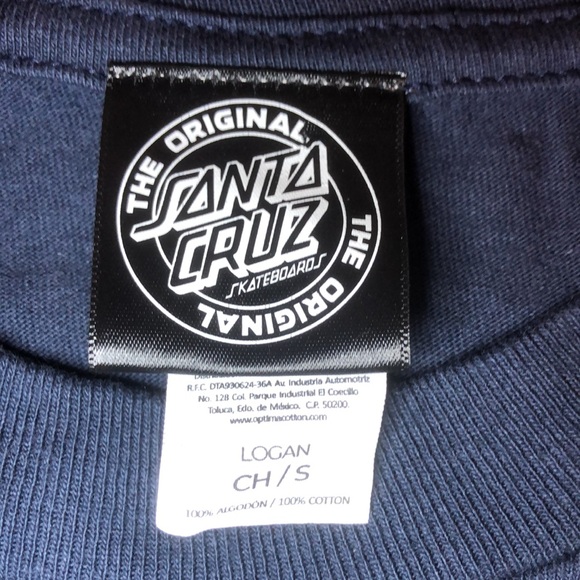 THE ORIGINAL
SANTA
CRUZ
SKATEBOARDS
THE ORIGINAL
R.F.C. DTA930624-36A Av. Industria Automotriz
No. 128 Col. Parque Industrial El Coecillo
Toluca, Edo. de México, C.P. 50200.
www.optimacotton.com
LOGAN
CH / S
100% ALGODÓN / 100% COTTON